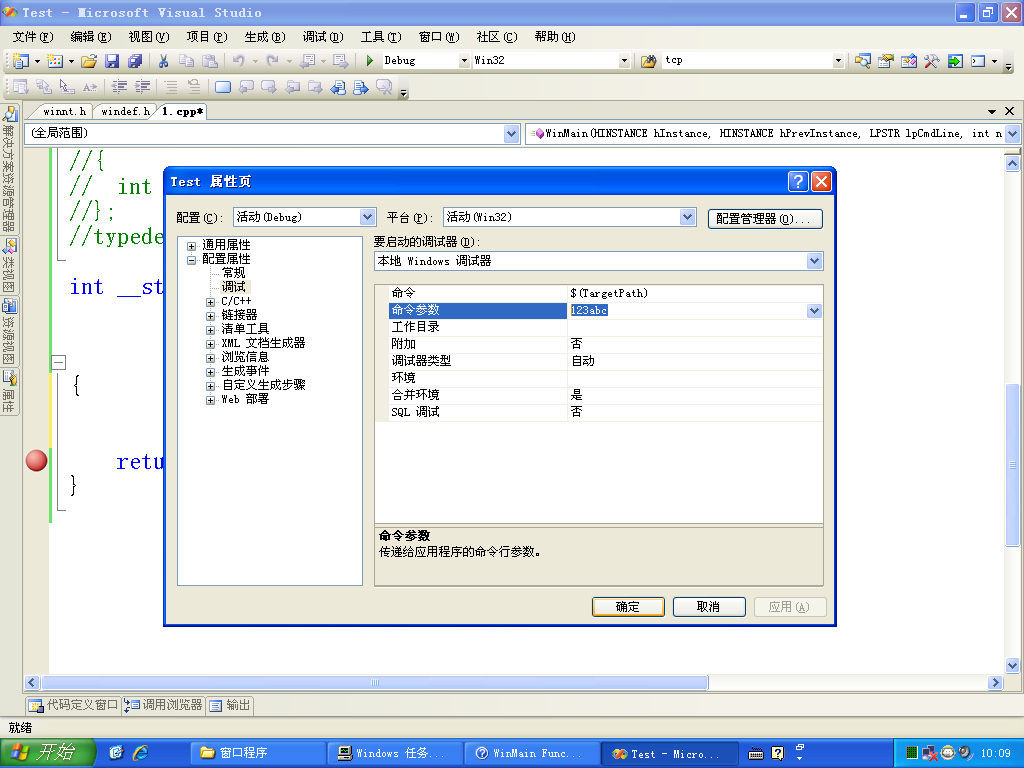 Test - Microsoft Visual Studio
文件(F) 编辑(E) 视图(V) 项目(P) 生成(B) 调试(D) 工具(T) 窗口(W) 社区(C) 帮助(H)
Debug Win32 tcp
winnt.h windef.h 1.cpp*
(全局范围) WinMain(HINSTANCE hInstance, HINSTANCE hPrevInstance, LPSTR lpCmdLine, int n
解决方案资源管理器
类视图
资源视图
属性
//{
// int
//};
//typede
int __st
{
retu
}
Test 属性页
配置(C): 活动(Debug) 平台(P): 活动(Win32) 配置管理器(O)...
通用属性
配置属性
常规
调试
C/C++
链接器
清单工具
XML 文档生成器
浏览信息
生成事件
自定义生成步骤
Web 部署
要启动的调试器(D):
本地 Windows 调试器
命令 $(TargetPath)
命令参数 123abc
工作目录
附加 否
调试器类型 自动
环境
合并环境 是
SQL 调试 否
命令参数
传递给应用程序的命令行参数。
确定 取消 应用(A)
代码定义窗口 调用浏览器 输出
就绪
开始 窗口程序 Windows 任务... WinMain Func... Test - Micro... 10:09